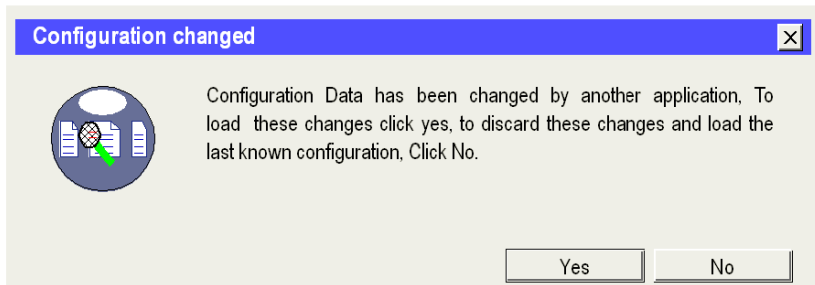 Configuration changed
Configuration Data has been changed by another application, To
load these changes click yes, to discard these changes and load the
last known configuration, Click No.
Yes No